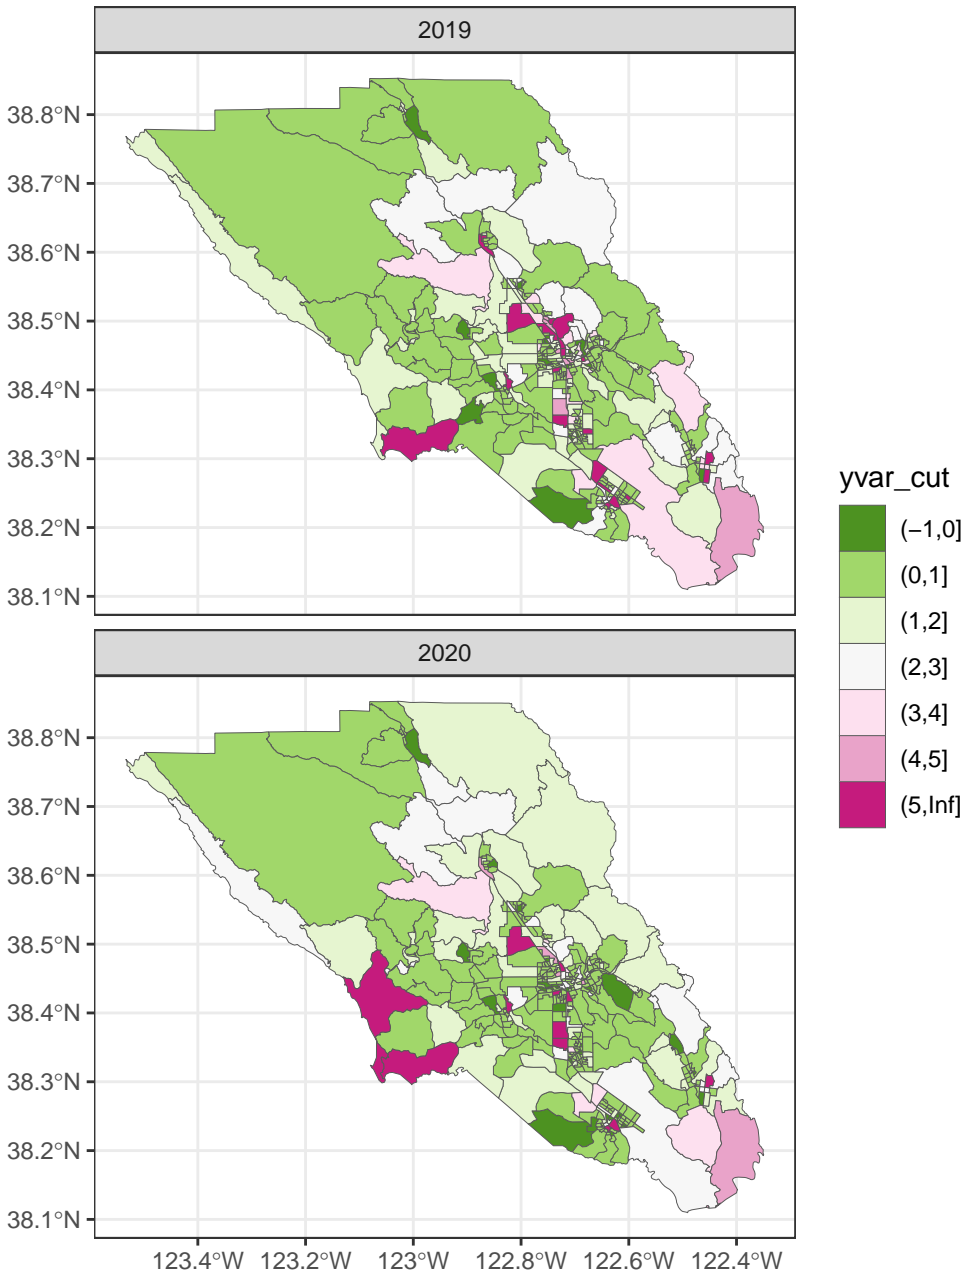 2019
38.8°N
38.7°N
38.6°N
38.5°N
38.4°N
38.3°N
38.2°N
38.1°N
2020
38.8°N
38.7°N
38.6°N
38.5°N
38.4°N
38.3°N
38.2°N
38.1°N
123.4°W 123.2°W 123°W 122.8°W 122.6°W 122.4°W
yvar_cut
(−1,0]
(0,1]
(1,2]
(2,3]
(3,4]
(4,5]
(5,Inf]